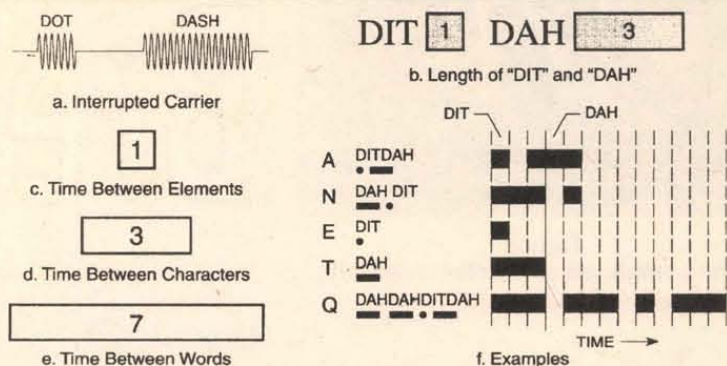 DOT DASH
a. Interrupted Carrier
DIT 1 DAH 3
b. Length of "DIT" and "DAH"
1
c. Time Between Elements
3
d. Time Between Characters
7
e. Time Between Words
DIT DAH
A DITDAH
N DAH DIT
E DIT
T DAH
Q DAHDAHDITDAH
TIME
f. Examples